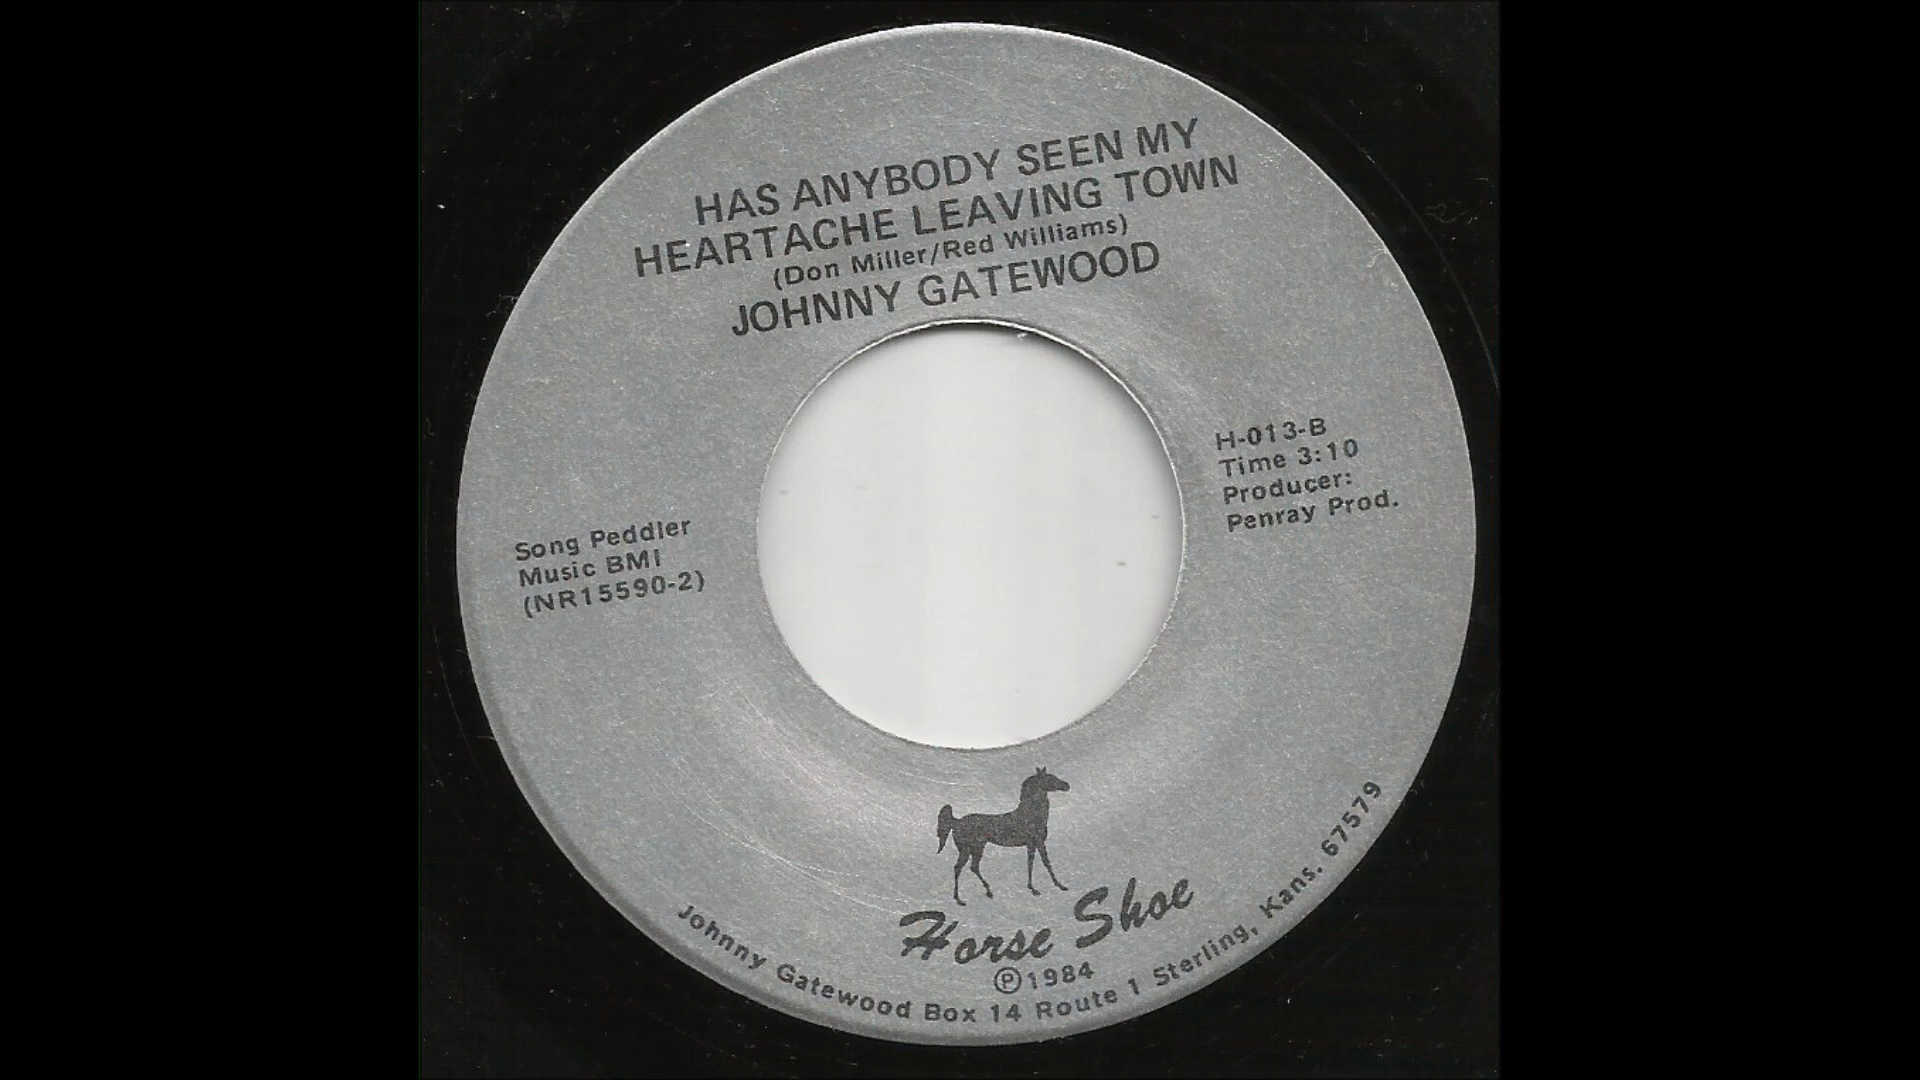 HAS ANYBODY SEEN MY
HEARTACHE LEAVING TOWN
(Don Miller/Red Williams)
JOHNNY GATEWOOD
Song Peddler
Music BMI
(NR15590-2)
H-013-B
Time 3:10
Producer:
Penray Prod.
Horse Shoe
℗1984
Johnny Gatewood Box 14 Route 1 Sterling, Kans. 67579